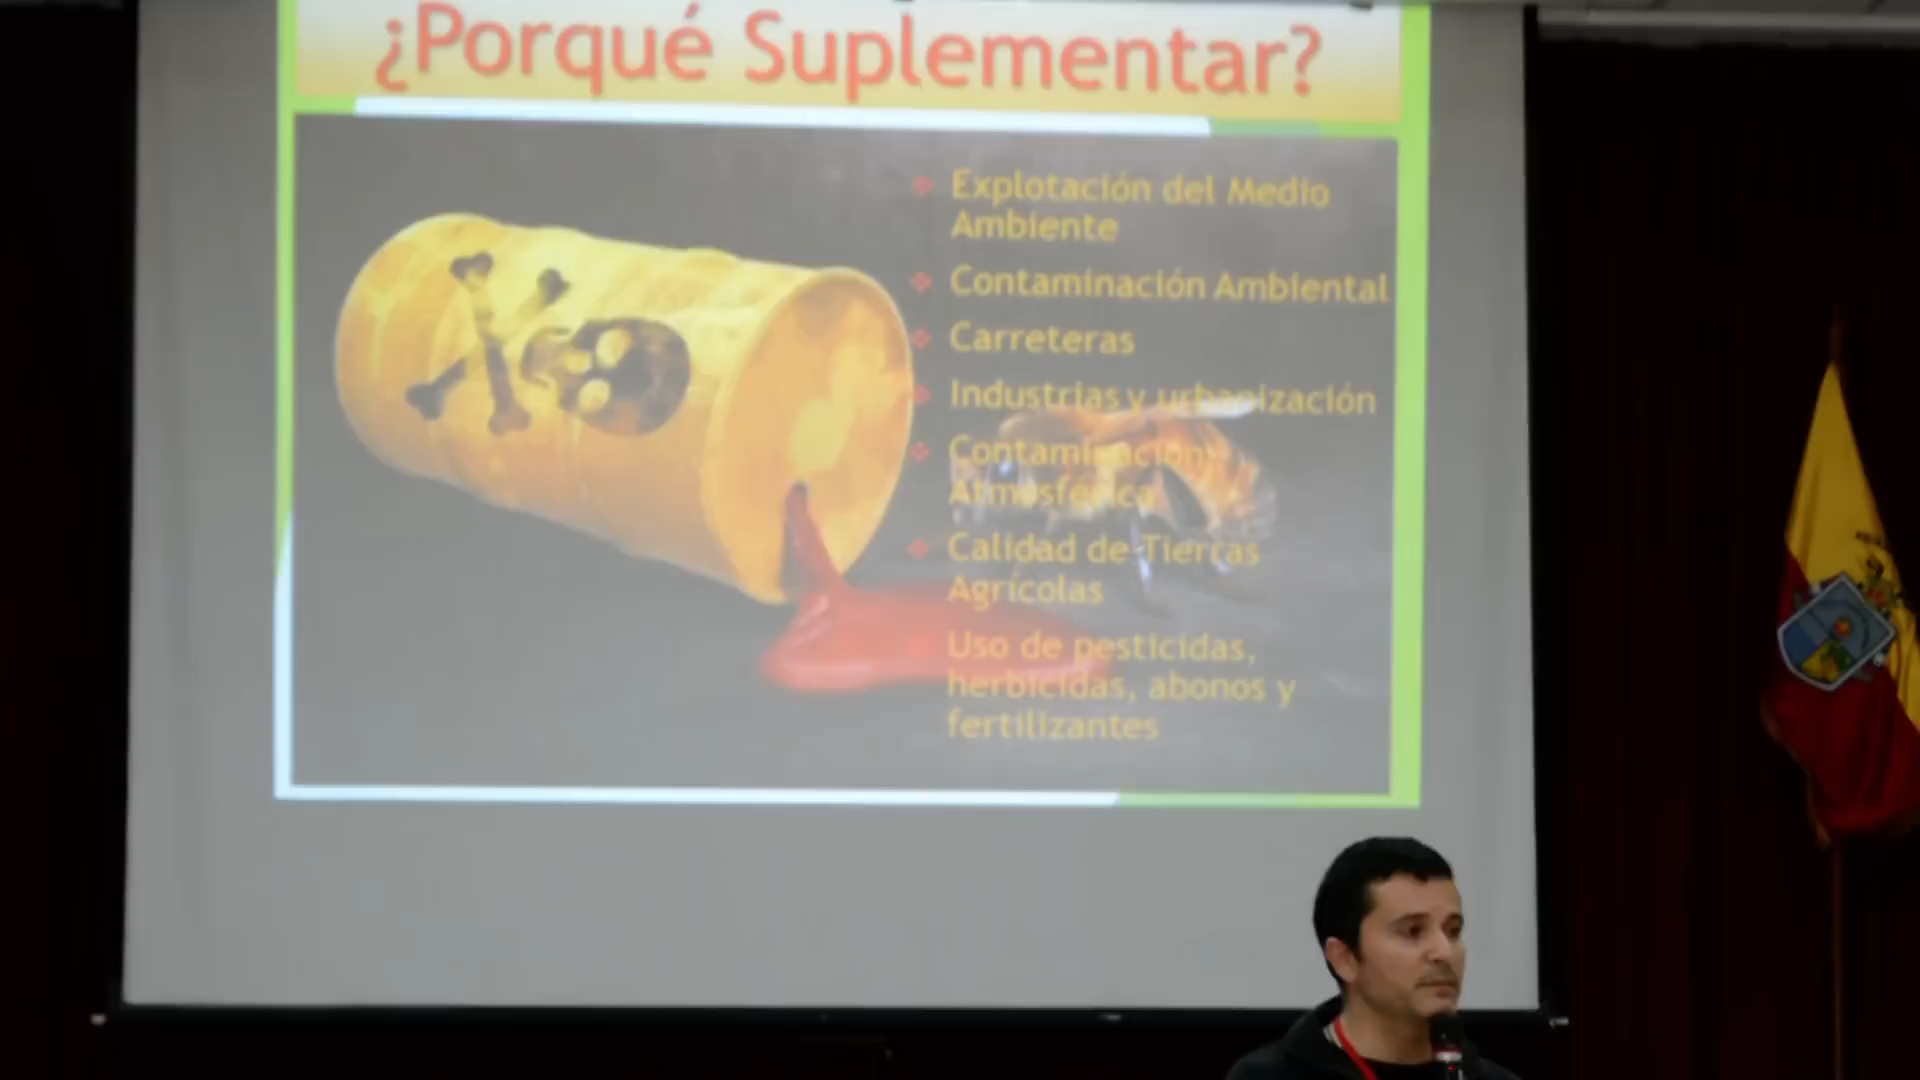 ¿Porqué Suplementar?
Explotación del Medio
Ambiente
Contaminación Ambiental
Carreteras
Industrias y urbanización
Contaminación
Atmosférica
Calidad de Tierras
Agrícolas
Uso de pesticidas,
herbicidas, abonos y
fertilizantes